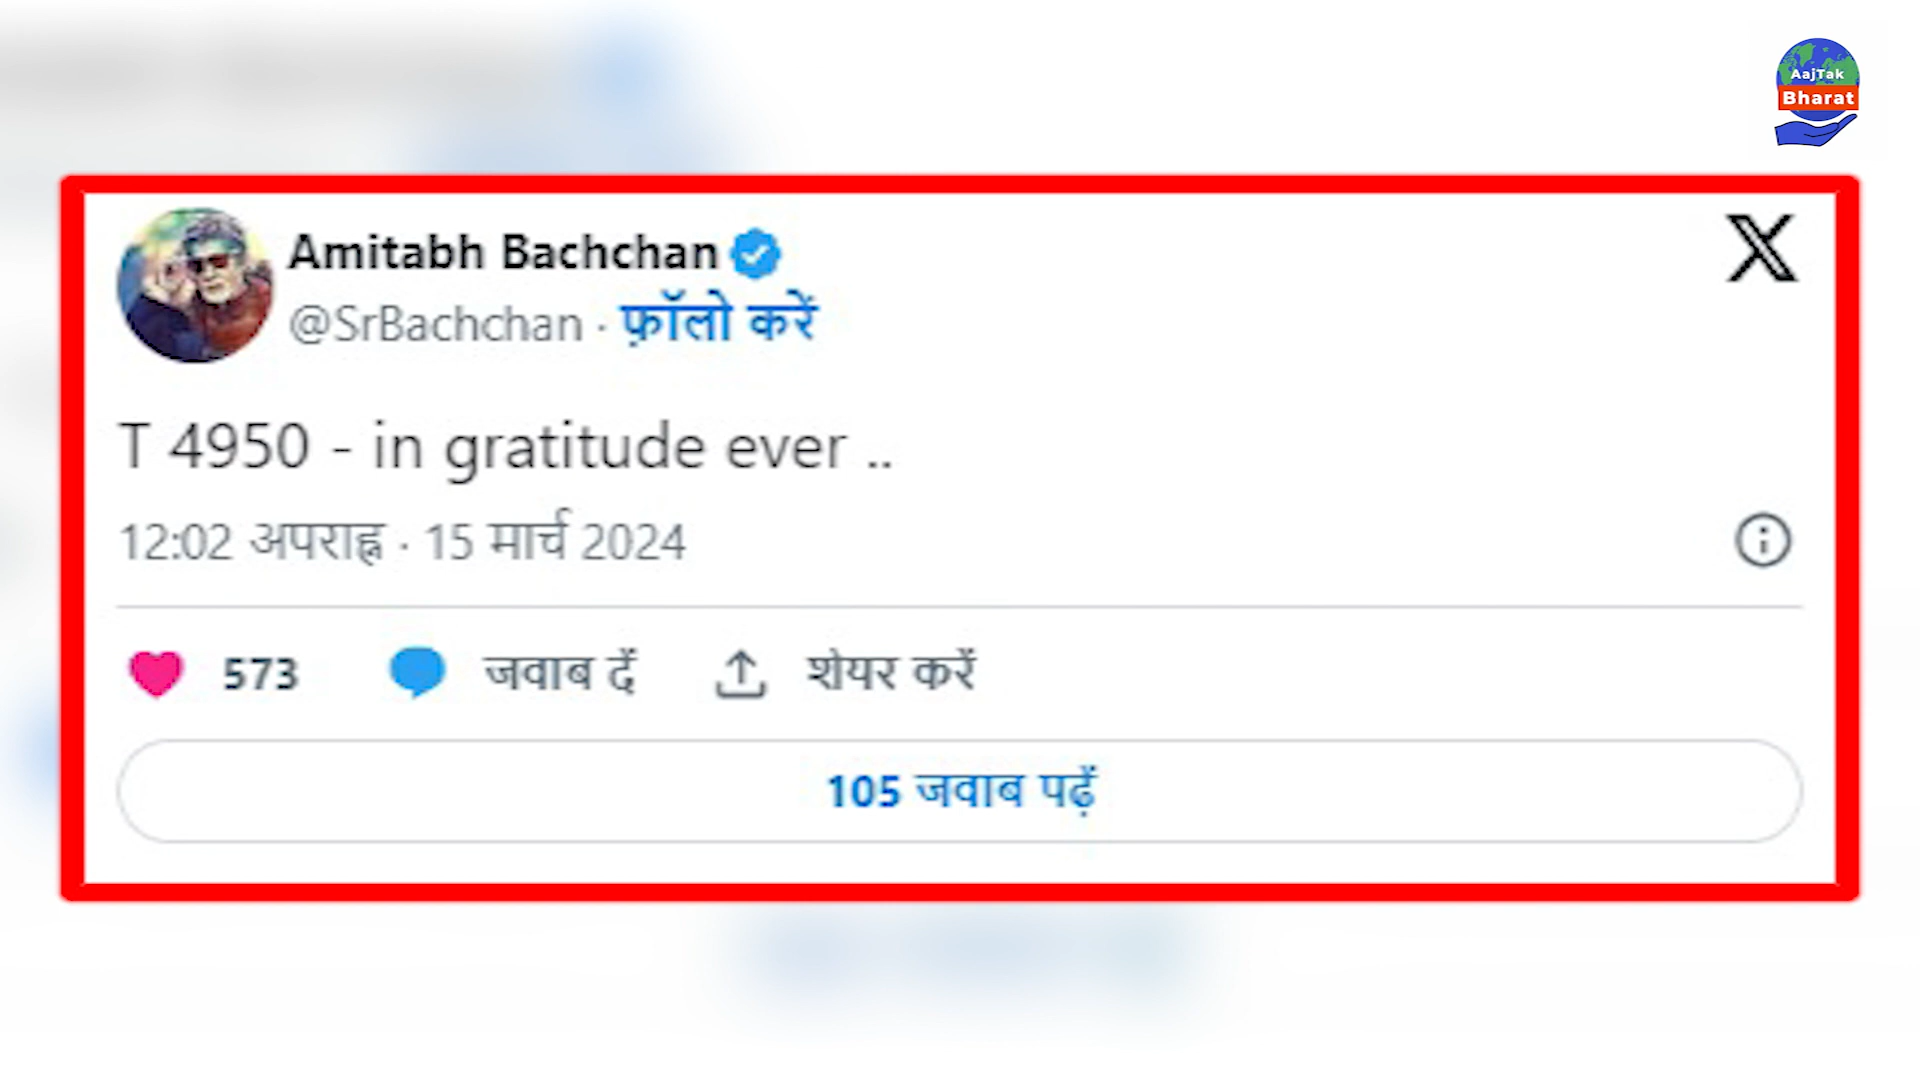 AajTak
Bharat
Amitabh Bachchan
@SrBachchan · फ़ॉलो करें
T 4950 - in gratitude ever ..
12:02 अपराह्न · 15 मार्च 2024
573 जवाब दें शेयर करें
105 जवाब पढ़ें